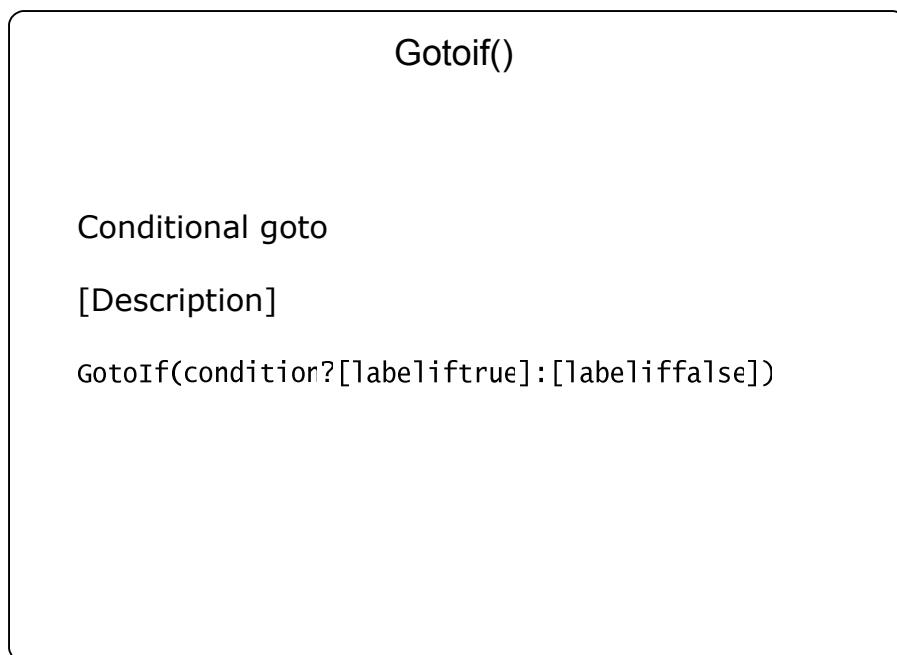 Gotoif()
Conditional goto
[Description]
GotoIf(condition?[labeliftrue]:[labeliffalse])